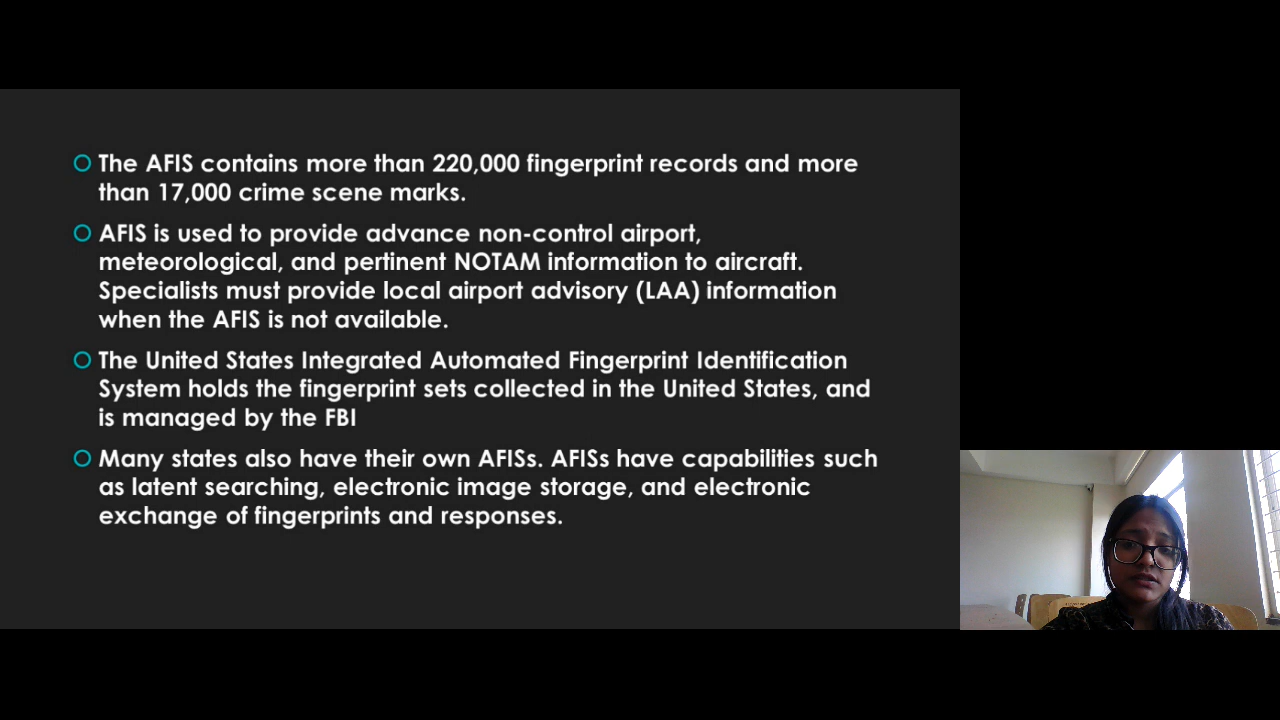 The AFIS contains more than 220,000 fingerprint records and more
than 17,000 crime scene marks.
AFIS is used to provide advance non-control airport,
meteorological, and pertinent NOTAM information to aircraft.
Specialists must provide local airport advisory (LAA) information
when the AFIS is not available.
The United States Integrated Automated Fingerprint Identification
System holds the fingerprint sets collected in the United States, and
is managed by the FBI
Many states also have their own AFISs. AFISs have capabilities such
as latent searching, electronic image storage, and electronic
exchange of fingerprints and responses.